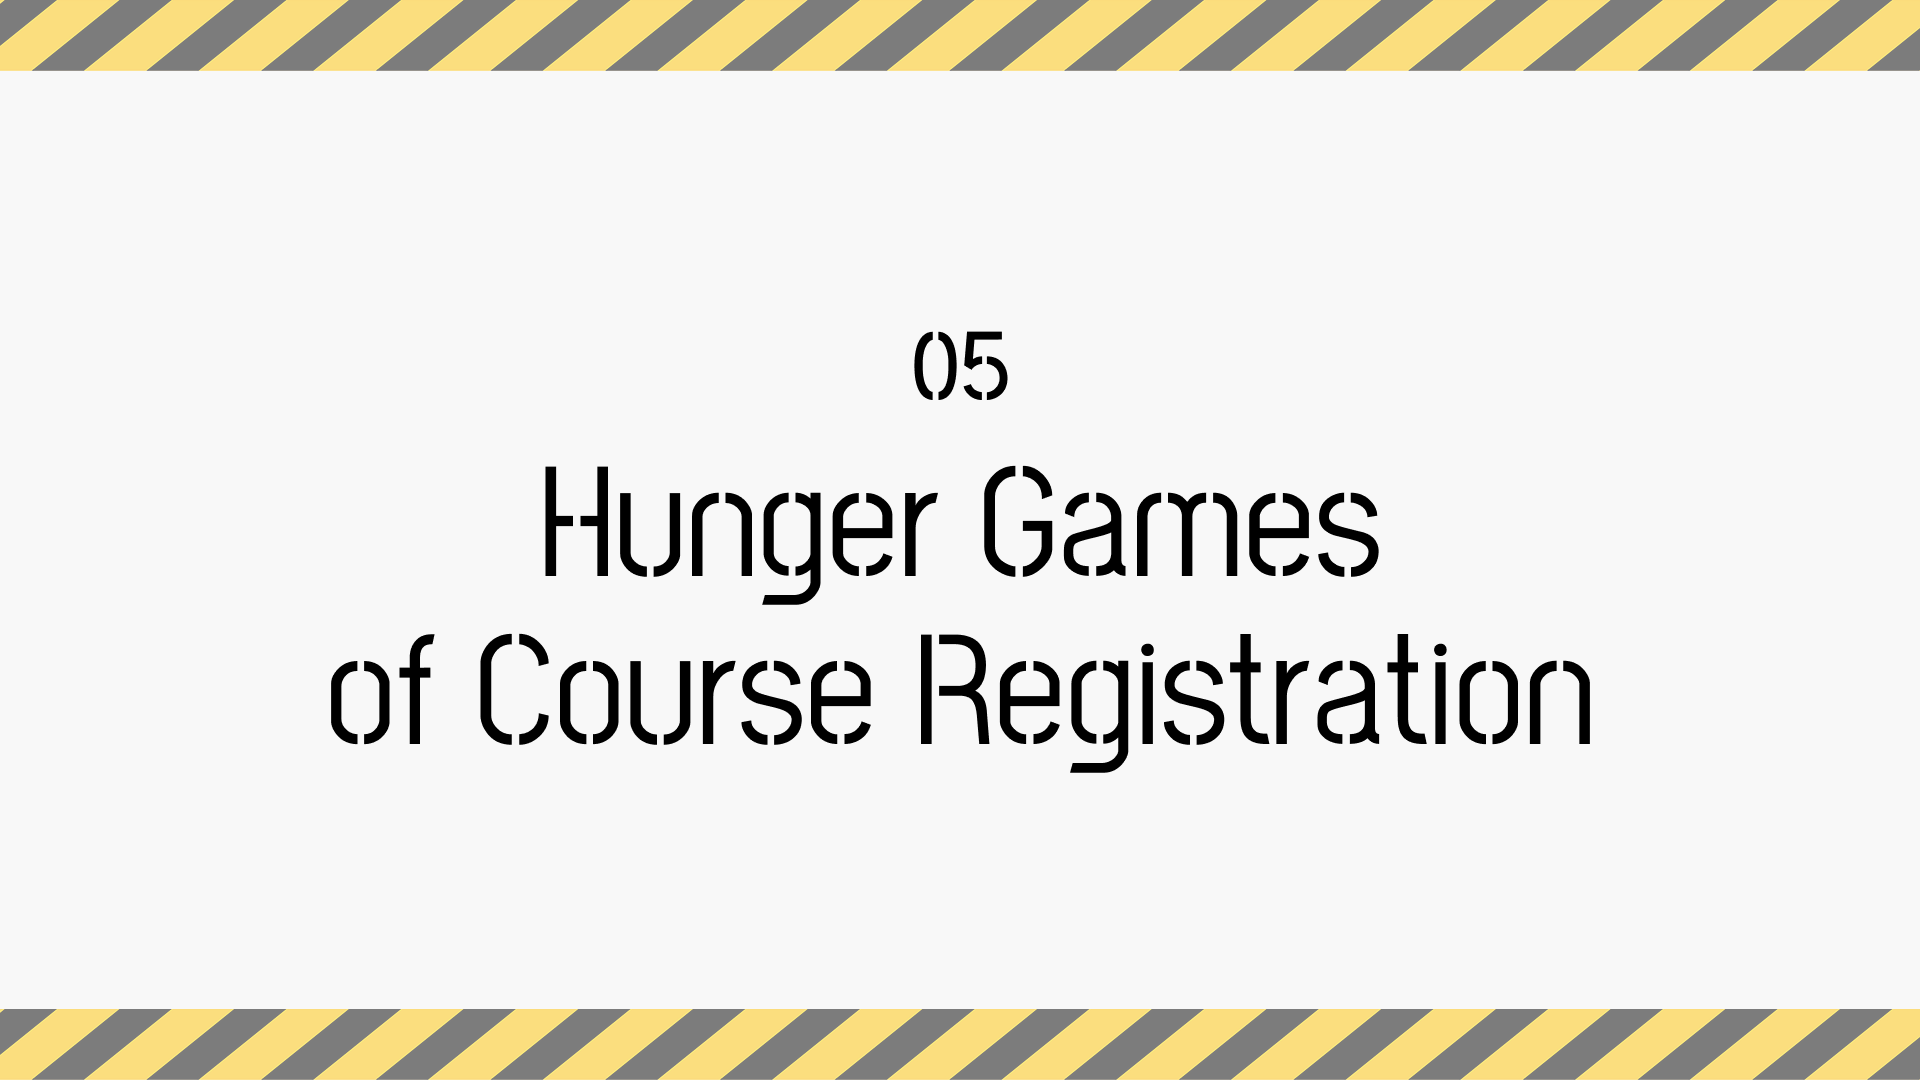 05
Hunger Games
of Course Registration